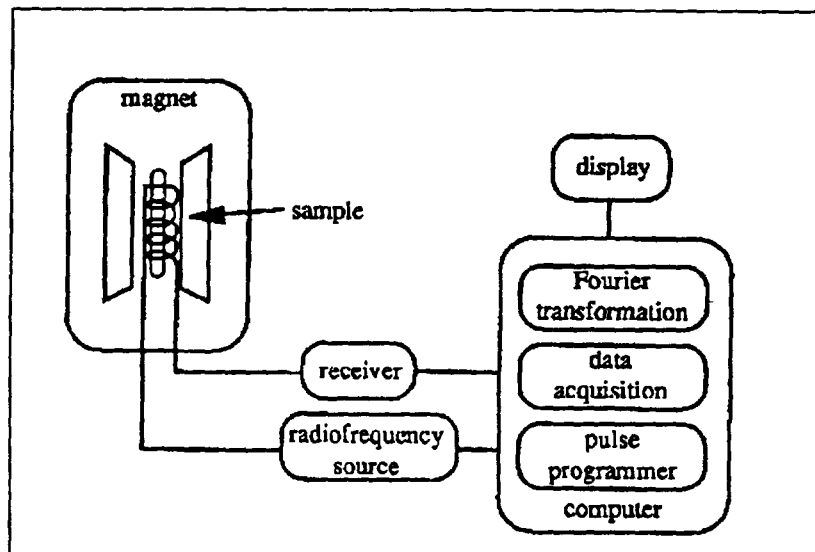 magnet
display
sample
Fourier
transformation
data
acquisition
receiver
radiofrequency
source
pulse
programmer
computer